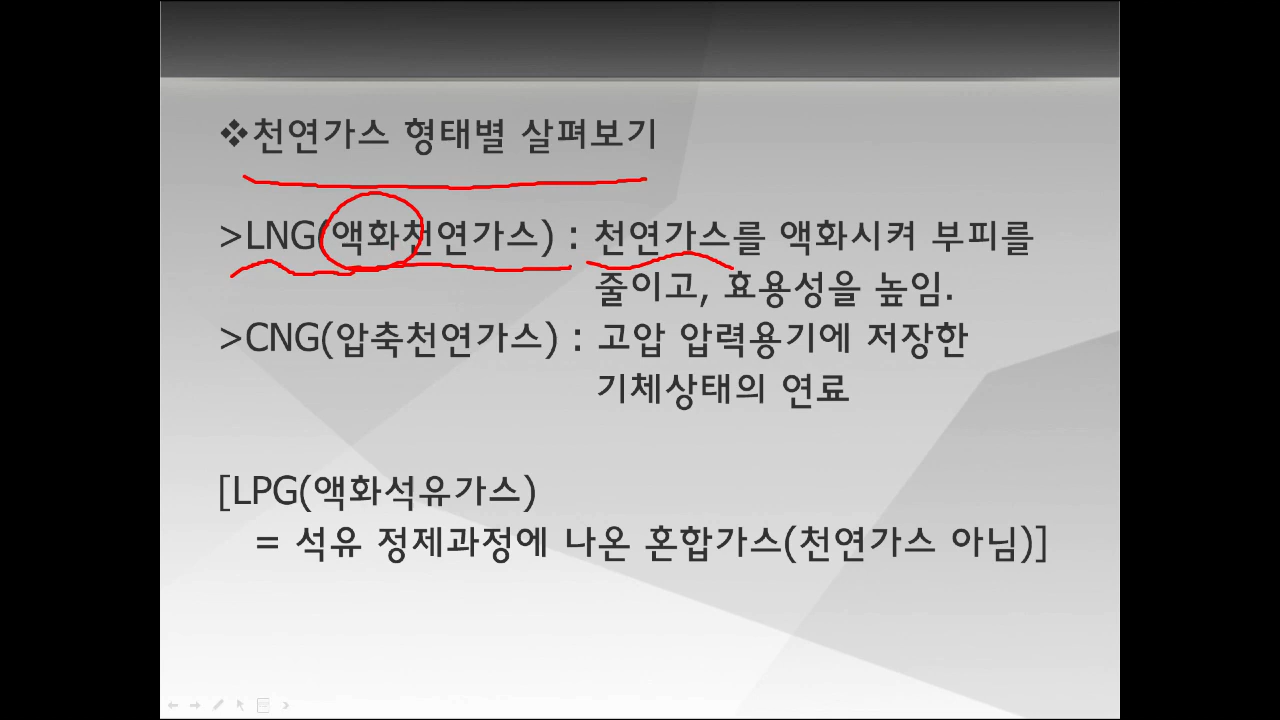 ❖천연가스 형태별 살펴보기
>LNG(액화천연가스) : 천연가스를 액화시켜 부피를
줄이고, 효용성을 높임.
>CNG(압축천연가스) : 고압 압력용기에 저장한
기체상태의 연료
[LPG(액화석유가스)
= 석유 정제과정에 나온 혼합가스(천연가스 아님)]